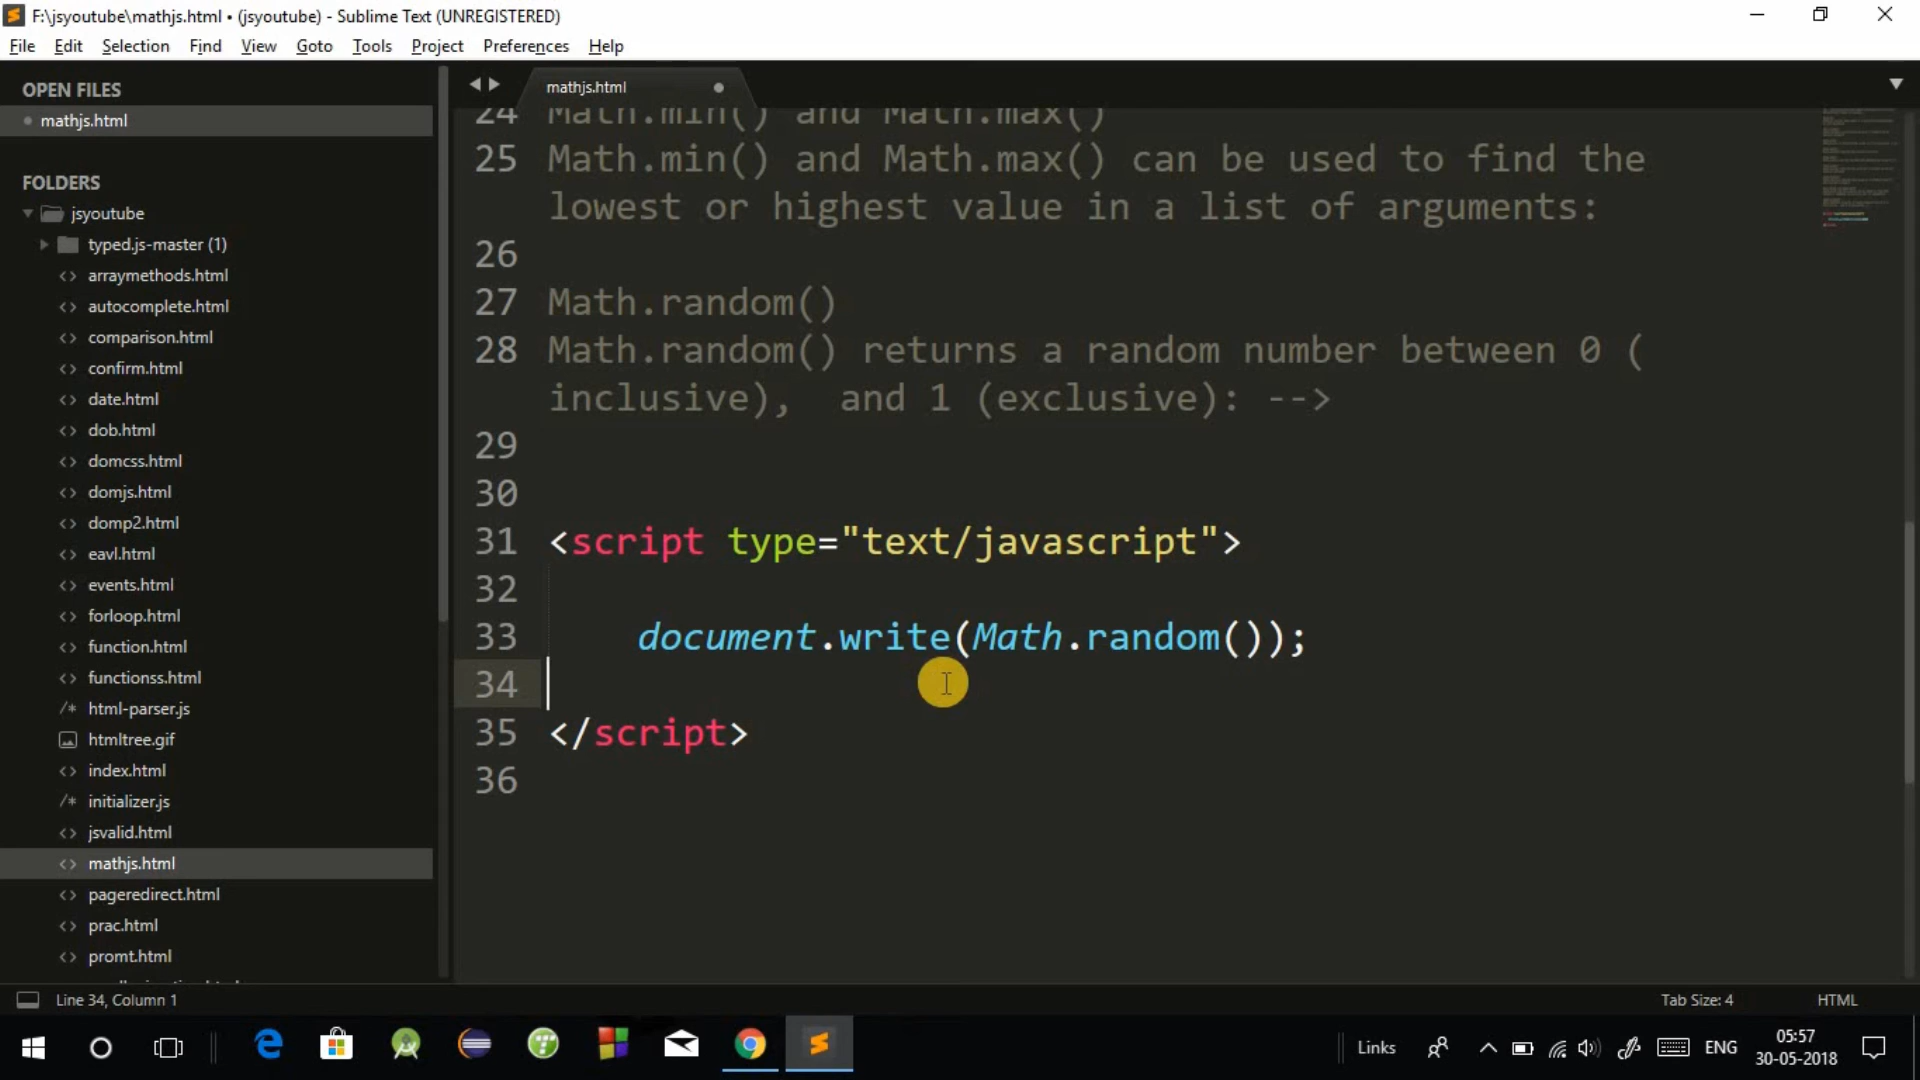 F:\jsyoutube\mathjs.html • (jsyoutube) - Sublime Text (UNREGISTERED)
File Edit Selection Find View Goto Tools Project Preferences Help
OPEN FILES
mathjs.html
FOLDERS
jsyoutube
typed.js-master (1)
arraymethods.html
autocomplete.html
comparison.html
confirm.html
date.html
dob.html
domcss.html
domjs.html
domp2.html
eavl.html
events.html
forloop.html
function.html
functionss.html
/* html-parser.js
htmltree.gif
index.html
/* initializer.js
jsvalid.html
mathjs.html
pageredirect.html
prac.html
promt.html
mathjs.html
24 Math.min() and Math.max()
25 Math.min() and Math.max() can be used to find the
lowest or highest value in a list of arguments:
26
27 Math.random()
28 Math.random() returns a random number between 0 (
inclusive),  and 1 (exclusive): -->
29
30
31 <script type="text/javascript">
32
33 document.write(Math.random());
34
35 </script>
36
Line 34, Column 1
Tab Size: 4 HTML
Links ENG 05:57
30-05-2018